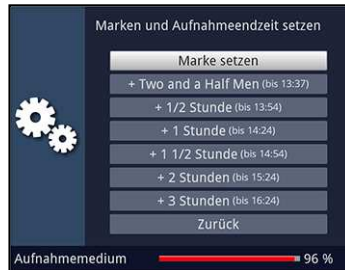 Marken und Aufnahmeendzeit setzen
Marke setzen
+ Two and a Half Men (bis 13:37)
+ 1/2 Stunde (bis 13:54)
+ 1 Stunde (bis 14:24)
+ 1 1/2 Stunde (bis 14:54)
+ 2 Stunden (bis 15:24)
+ 3 Stunden (bis 16:24)
Zurück
Aufnahmemedium 96 %